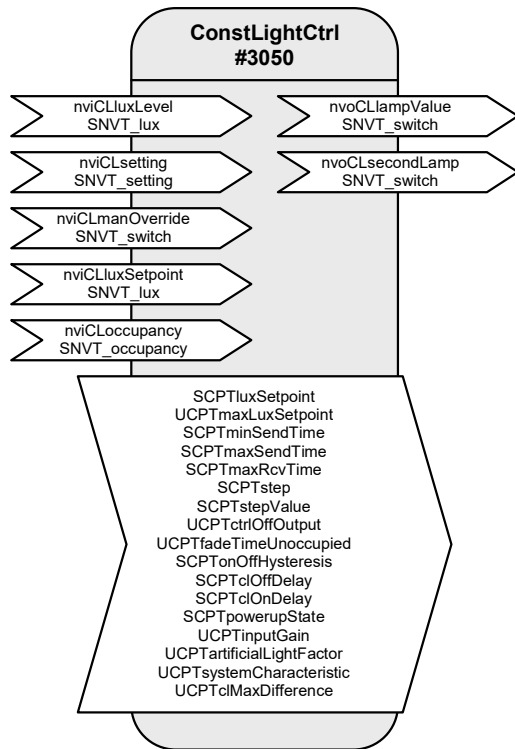 ConstLightCtrl
#3050
nviCLluxLevel
SNVT_lux
nvoCLlampValue
SNVT_switch
nviCLsetting
SNVT_setting
nvoCLsecondLamp
SNVT_switch
nviCLmanOverride
SNVT_switch
nviCLluxSetpoint
SNVT_lux
nviCLoccupancy
SNVT_occupancy
SCPTluxSetpoint
UCPTmaxLuxSetpoint
SCPTminSendTime
SCPTmaxSendTime
SCPTmaxRcvTime
SCPTstep
SCPTstepValue
UCPTctrlOffOutput
UCPTfadeTimeUnoccupied
SCPTonOffHysteresis
SCPTclOffDelay
SCPTclOnDelay
SCPTpowerupState
UCPTinputGain
UCPTartificialLightFactor
UCPTsystemCharacteristic
UCPTclMaxDifference